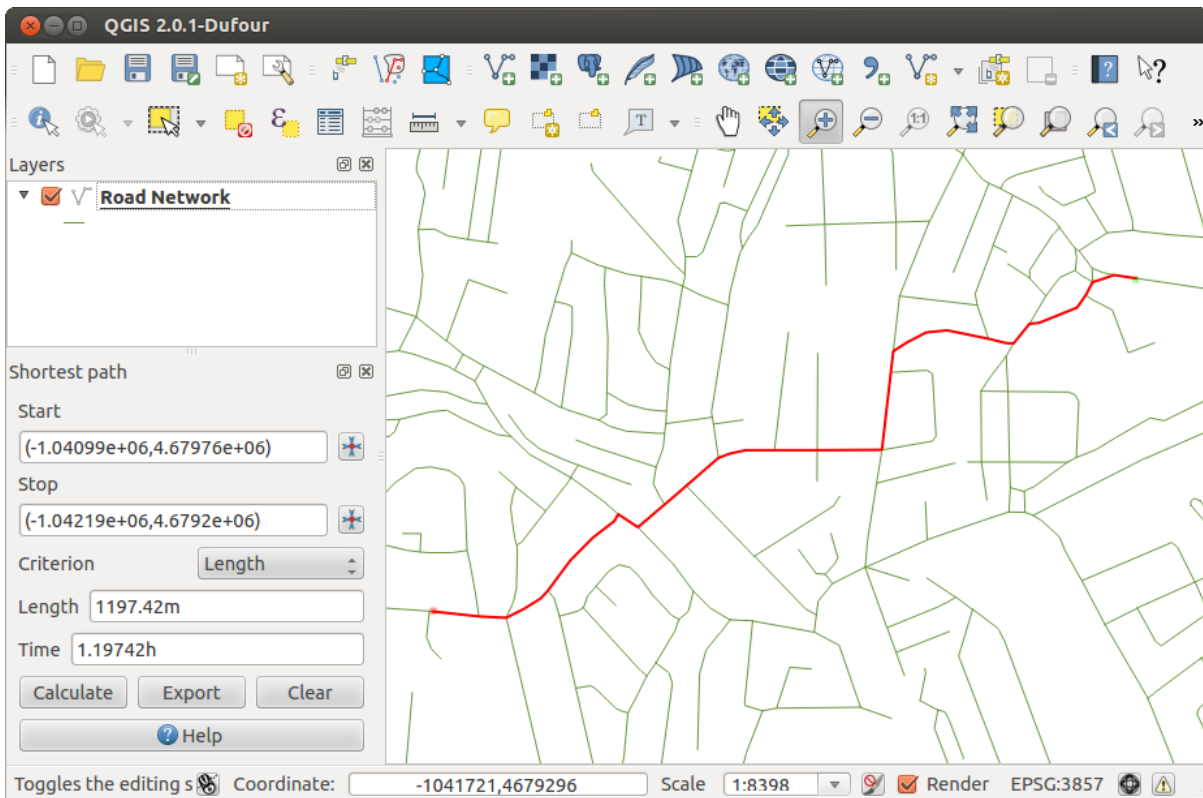 QGIS 2.0.1-Dufour
ε
?
?
T
1:1
»
Layers
Road Network
Shortest path
Start
(-1.04099e+06,4.67976e+06)
Stop
(-1.04219e+06,4.6792e+06)
Criterion Length
Length 1197.42m
Time 1.19742h
Calculate Export Clear
? Help
Toggles the editing s Coordinate: -1041721,4679296 Scale 1:8398 Render EPSG:3857